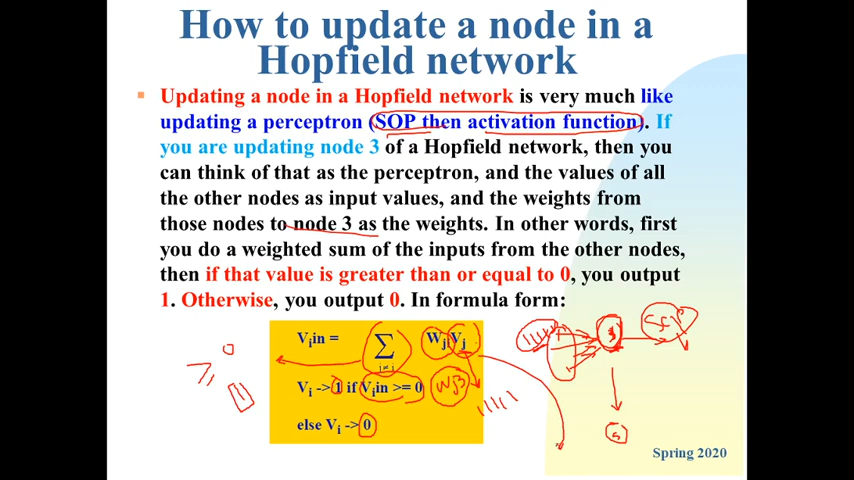 How to update a node in a
Hopfield network
Updating a node in a Hopfield network is very much like
updating a perceptron (SOP then activation function). If
you are updating node 3 of a Hopfield network, then you
can think of that as the perceptron, and the values of all
the other nodes as input values, and the weights from
those nodes to node 3 as the weights. In other words, first
you do a weighted sum of the inputs from the other nodes,
then if that value is greater than or equal to 0, you output
1. Otherwise, you output 0. In formula form:
Viin = ∑ WjiVj
j ≠ i
Vi -> 1 if Viin >= 0
else Vi -> 0
Wj3
Spring 2020